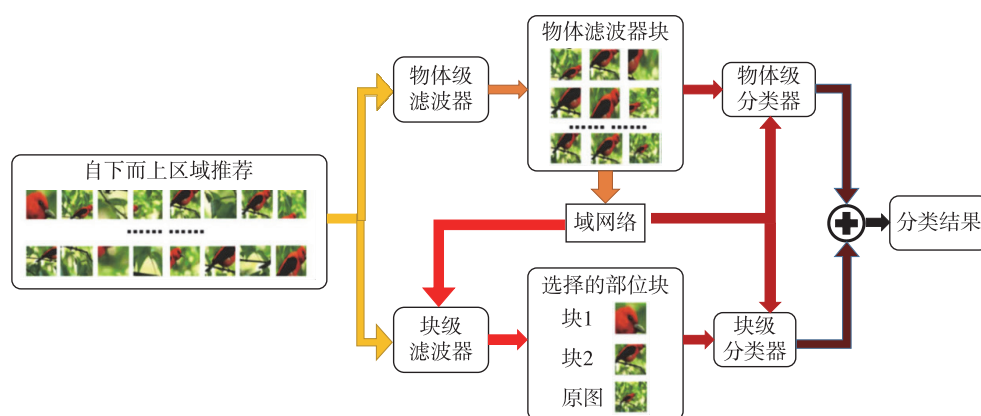 自下而上区域推荐
……  ……
物体级
滤波器
物体滤波器块
……  ……
物体级
分类器
域网络
块级
滤波器
选择的部位块
块1
块2
原图
块级
分类器
分类结果